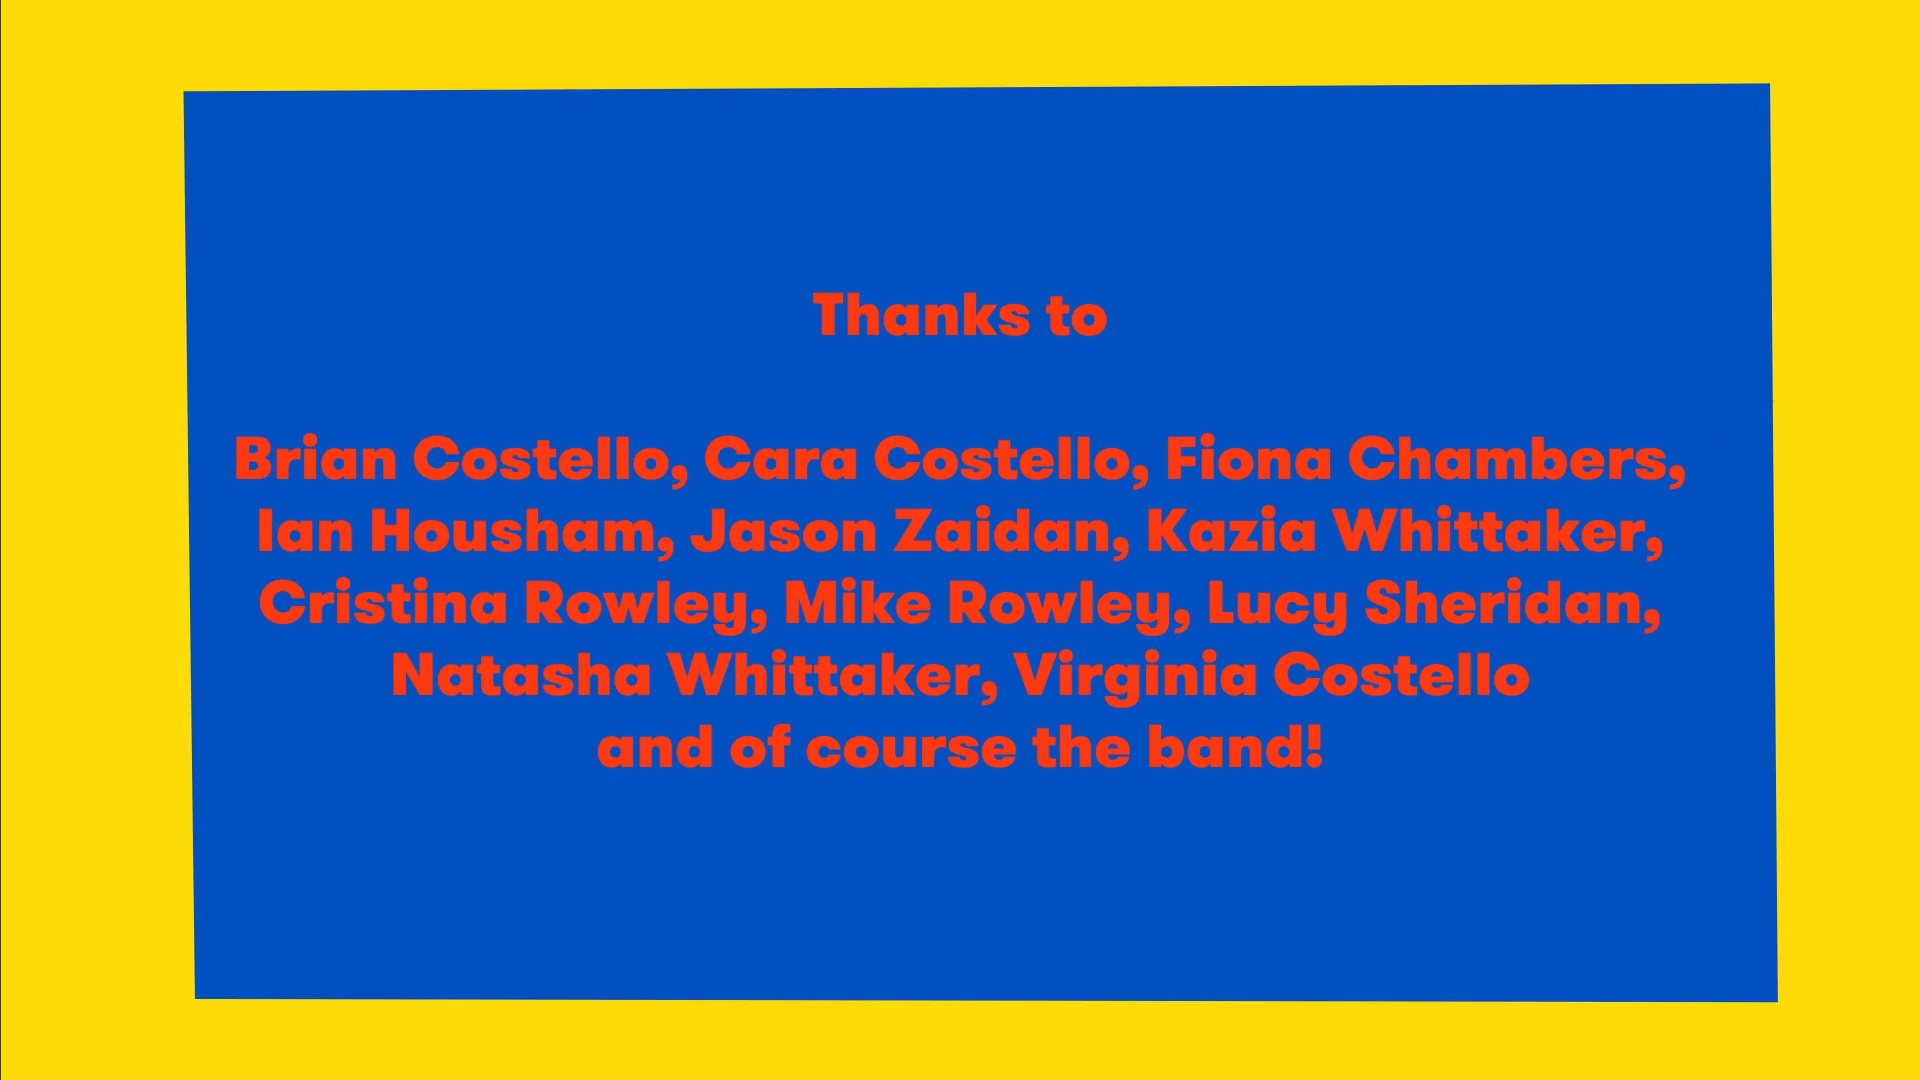 Thanks to
Brian Costello, Cara Costello, Fiona Chambers,
Ian Housham, Jason Zaidan, Kazia Whittaker,
Cristina Rowley, Mike Rowley, Lucy Sheridan,
Natasha Whittaker, Virginia Costello
and of course the band!